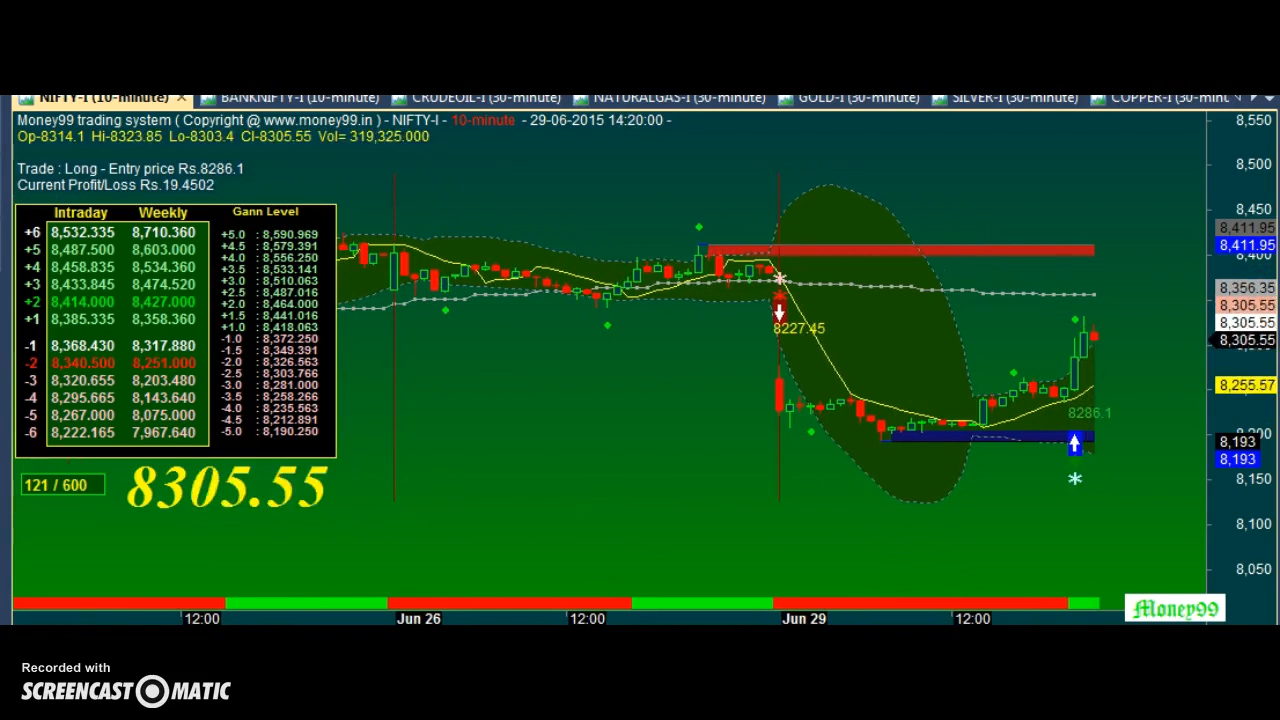 NIFTY-I (10-minute) BANKNIFTY-I (10-minute) CRUDEOIL-I (30-minute) NATURALGAS-I (30-minute) GOLD-I (30-minute) SILVER-I (30-minute) COPPER-I (30-minut
Money99 trading system ( Copyright @ www.money99.in ) - NIFTY-I - 10-minute - 29-06-2015 14:20:00 -
Op-8314.1 Hi-8323.85 Lo-8303.4 Cl-8305.55 Vol= 319,325.000
Trade : Long - Entry price Rs.8286.1
Current Profit/Loss Rs.19.4502
Intraday Weekly
+6 8,532.335 8,710.360
+5 8,487.500 8,603.000
+4 8,458.835 8,534.360
+3 8,433.845 8,474.520
+2 8,414.000 8,427.000
+1 8,385.335 8,358.360
-1 8,368.430 8,317.880
-2 8,340.500 8,251.000
-3 8,320.655 8,203.480
-4 8,295.665 8,143.640
-5 8,267.000 8,075.000
-6 8,222.165 7,967.640
Gann Level
+5.0 : 8,590.969
+4.5 : 8,579.391
+4.0 : 8,556.250
+3.5 : 8,533.141
+3.0 : 8,510.063
+2.5 : 8,487.016
+2.0 : 8,464.000
+1.5 : 8,441.016
+1.0 : 8,418.063
-1.0 : 8,372.250
-1.5 : 8,349.391
-2.0 : 8,326.563
-2.5 : 8,303.766
-3.0 : 8,281.000
-3.5 : 8,258.266
-4.0 : 8,235.563
-4.5 : 8,212.891
-5.0 : 8,190.250
121 / 600
8305.55
8227.45
8286.1
8,550
8,500
8,450
8,411.95
8,411.95
8,400
8,356.35
8,305.55
8,305.55
8,305.55
8,255.57
8,200
8,193
8,193
8,150
8,100
8,050
12:00 Jun 26 12:00 Jun 29 12:00
Money99
Recorded with
SCREENCAST MATIC